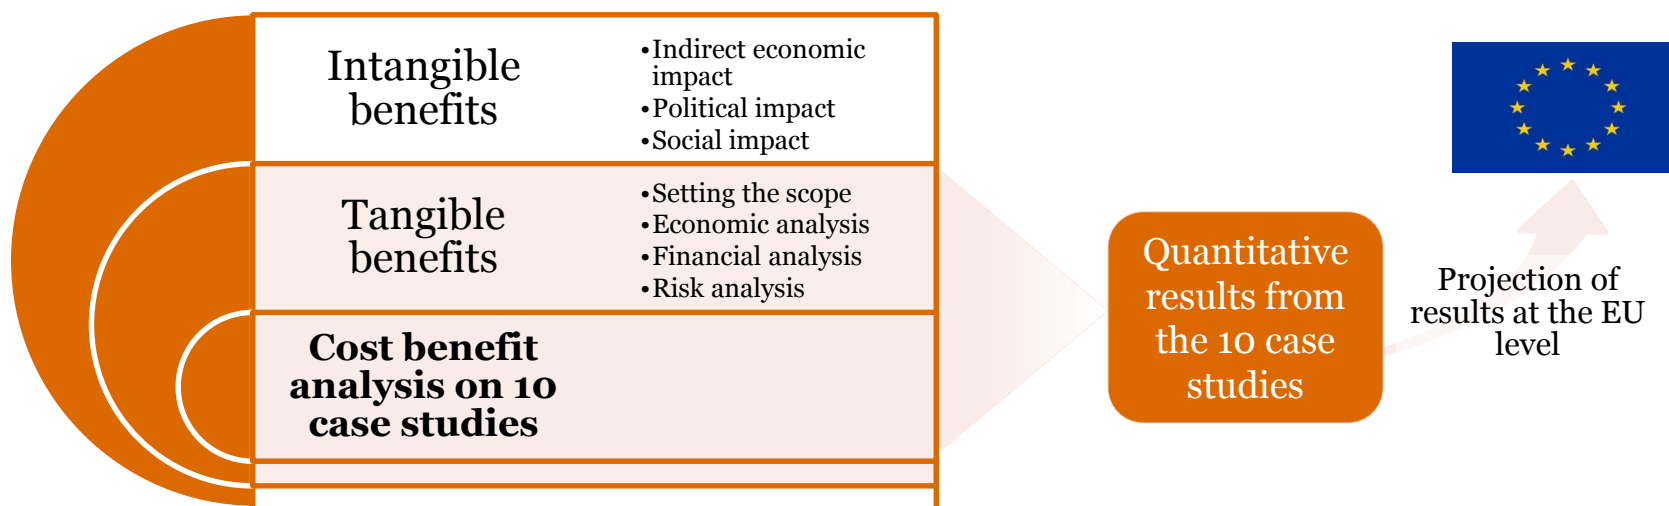 Intangible
benefits
•Indirect economic
impact
•Political impact
•Social impact
Tangible
benefits
•Setting the scope
•Economic analysis
•Financial analysis
•Risk analysis
Cost benefit
analysis on 10
case studies
Quantitative
results from
the 10 case
studies
Projection of
results at the EU
level